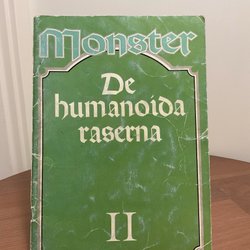 Monster
De
humanoida
raserna
II